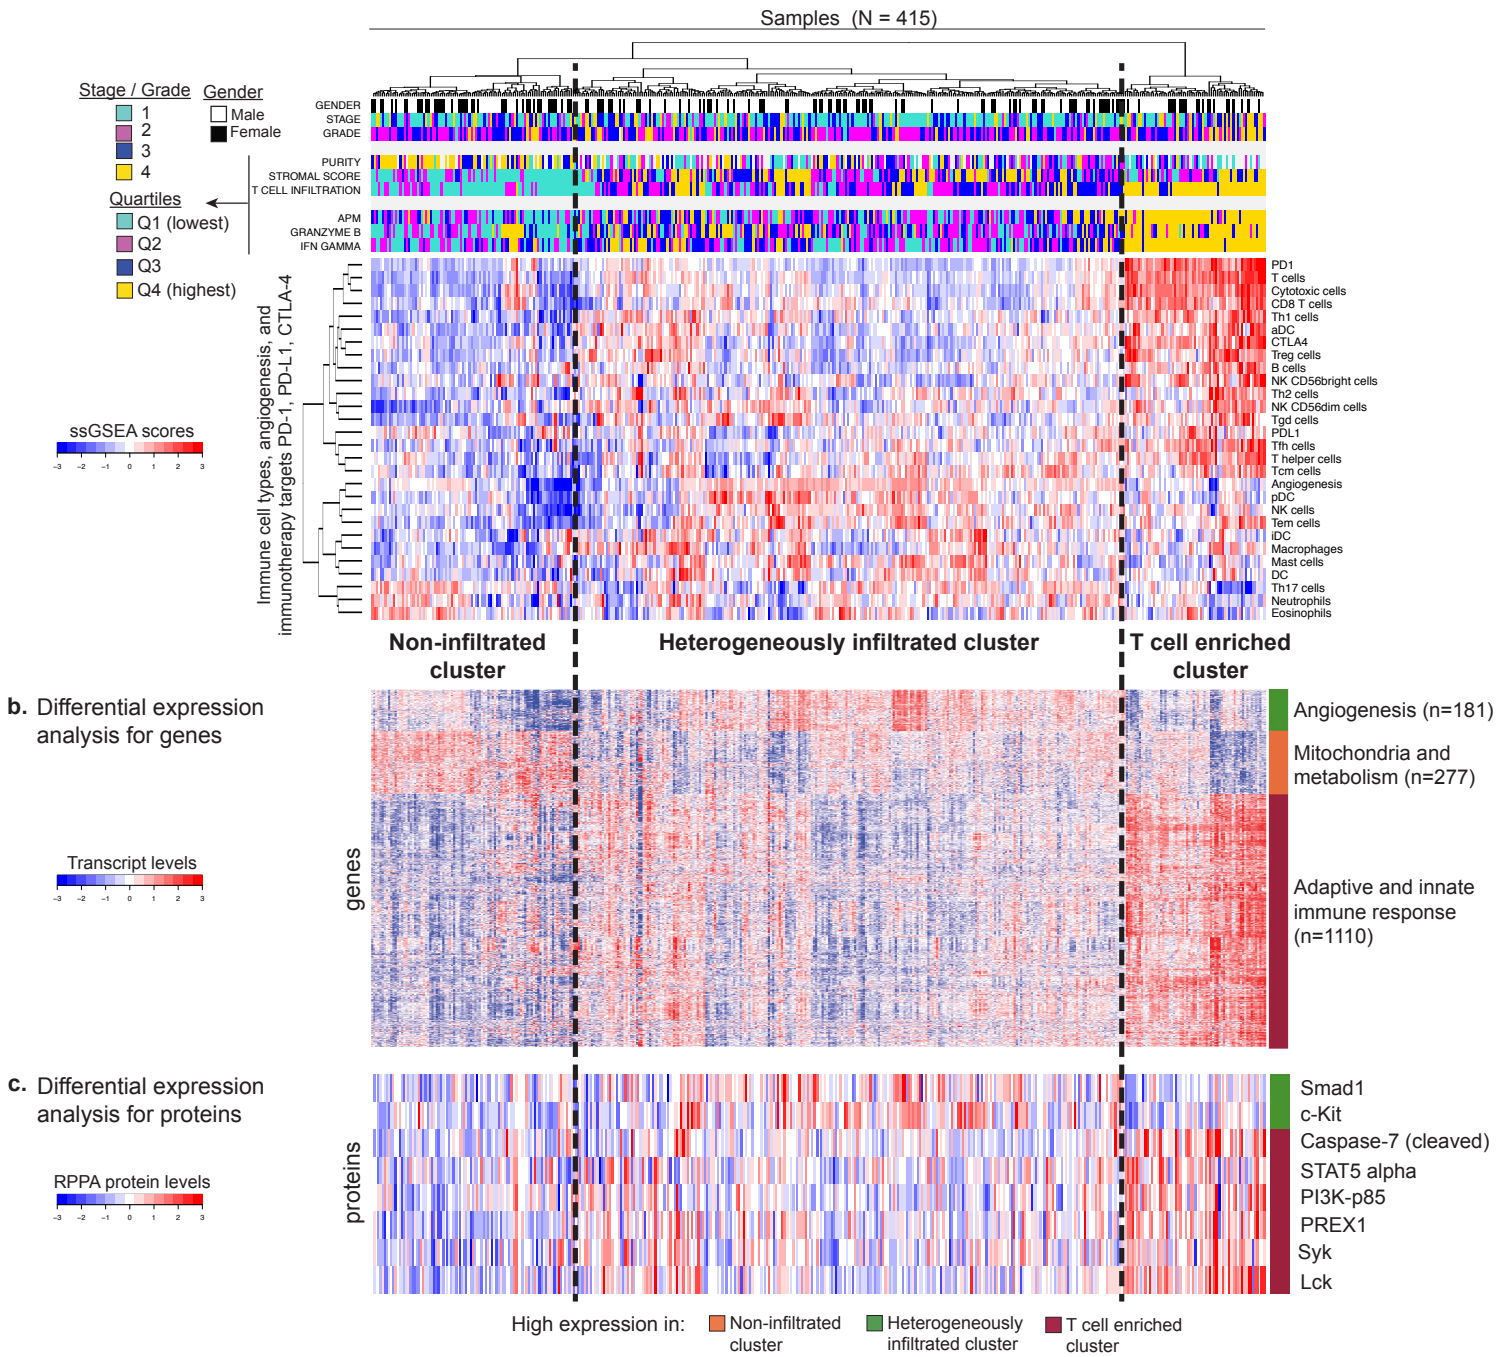 Samples (N = 415)
Stage / Grade
1
2
3
4
Gender
Male
Female
Quartiles
Q1 (lowest)
Q2
Q3
Q4 (highest)
GENDER
STAGE
GRADE
PURITY
STROMAL SCORE
T CELL INFILTRATION
APM
GRANZYME B
IFN GAMMA
ssGSEA scores
-3 -2 -1 0 1 2 3
Immune cell types, angiogenesis, and
immunotherapy targets PD-1, PD-L1, CTLA-4
PD1
T cells
Cytotoxic cells
CD8 T cells
Th1 cells
aDC
CTLA4
Treg cells
B cells
NK CD56bright cells
Th2 cells
NK CD56dim cells
Tgd cells
PDL1
Tfh cells
T helper cells
Tcm cells
Angiogenesis
pDC
NK cells
Tem cells
iDC
Macrophages
Mast cells
DC
Th17 cells
Neutrophils
Eosinophils
Non-infiltrated
cluster
Heterogeneously infiltrated cluster
T cell enriched
cluster
b. Differential expression
analysis for genes
Transcript levels
-3 -2 -1 0 1 2 3
genes
Angiogenesis (n=181)
Mitochondria and
metabolism (n=277)
Adaptive and innate
immune response
(n=1110)
c. Differential expression
analysis for proteins
RPPA protein levels
-3 -2 -1 0 1 2 3
proteins
Smad1
c-Kit
Caspase-7 (cleaved)
STAT5 alpha
PI3K-p85
PREX1
Syk
Lck
High expression in:
Non-infiltrated
cluster
Heterogeneously
infiltrated cluster
T cell enriched
cluster